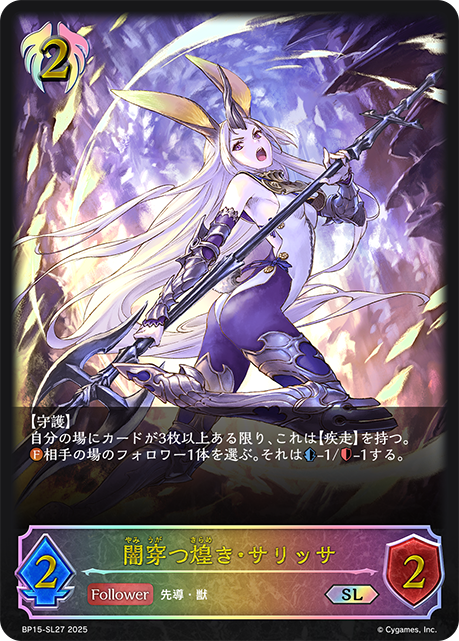 2
【守護】
自分の場にカードが3枚以上ある限り、これは【疾走】を持つ。
F相手の場のフォロワー1体を選ぶ。それは-1/-1する。
やみ うが きらめ
闇穿つ煌き・サリッサ
2
2
Follower 先導・獣 SL
BP15-SL27 2025 © Cygames, Inc.